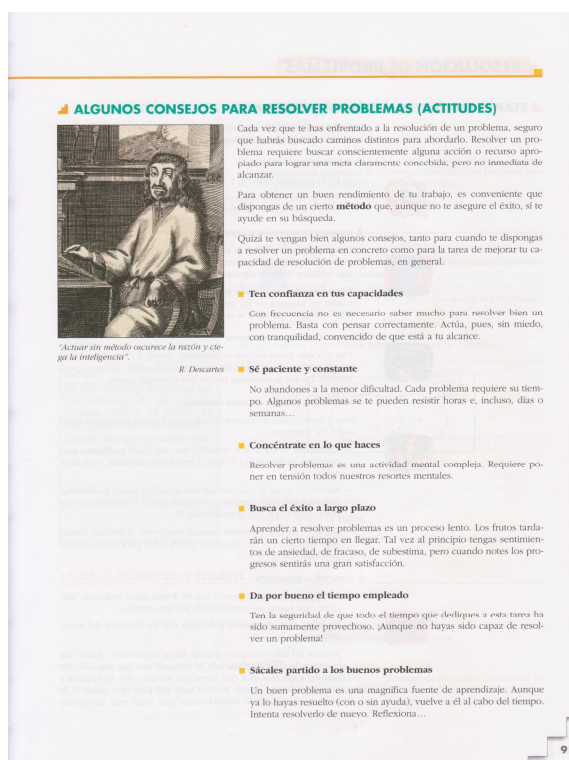 ALGUNOS CONSEJOS PARA RESOLVER PROBLEMAS (ACTITUDES)
Cada vez que te has enfrentado a la resolución de un problema, seguro
que habrás buscado caminos distintos para abordarlo. Resolver un pro-
blema requiere buscar conscientemente alguna acción o recurso apro-
piado para lograr una meta claramente concebida, pero no inmediata de
alcanzar.
Para obtener un buen rendimiento de tu trabajo, es conveniente que
dispongas de un cierto método que, aunque no te asegure el éxito, sí te
ayude en su búsqueda.
Quizá te vengan bien algunos consejos, tanto para cuando te dispongas
a resolver un problema en concreto como para la tarea de mejorar tu ca-
pacidad de resolución de problemas, en general.
"Actuar sin método oscurece la razón y cie-
ga la inteligencia".
R. Descartes
Ten confianza en tus capacidades
Con frecuencia no es necesario saber mucho para resolver bien un
problema. Basta con pensar correctamente. Actúa, pues, sin miedo,
con tranquilidad, convencido de que está a tu alcance.
Sé paciente y constante
No abandones a la menor dificultad. Cada problema requiere su tiem-
po. Algunos problemas se te pueden resistir horas e, incluso, días o
semanas…
Concéntrate en lo que haces
Resolver problemas es una actividad mental compleja. Requiere po-
ner en tensión todos nuestros resortes mentales.
Busca el éxito a largo plazo
Aprender a resolver problemas es un proceso lento. Los frutos tarda-
rán un cierto tiempo en llegar. Tal vez al principio tengas sentimien-
tos de ansiedad, de fracaso, de subestima, pero cuando notes los pro-
gresos sentirás una gran satisfacción.
Da por bueno el tiempo empleado
Ten la seguridad de que todo el tiempo que dediques a esta tarea ha
sido sumamente provechoso. ¡Aunque no hayas sido capaz de resol-
ver un problema!
Sácales partido a los buenos problemas
Un buen problema es una magnífica fuente de aprendizaje. Aunque
ya lo hayas resuelto (con o sin ayuda), vuelve a él al cabo del tiempo.
Intenta resolverlo de nuevo. Reflexiona…
9